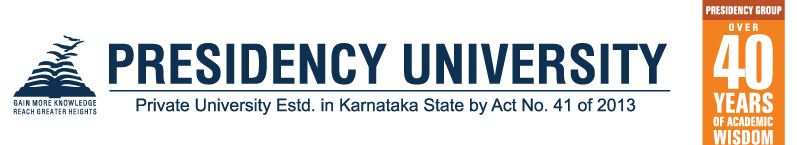 GAIN MORE KNOWLEDGE
REACH GREATER HEIGHTS
PRESIDENCY UNIVERSITY
Private University Estd. in Karnataka State by Act No. 41 of 2013
PRESIDENCY GROUP
OVER
40
YEARS
OF ACADEMIC
WISDOM